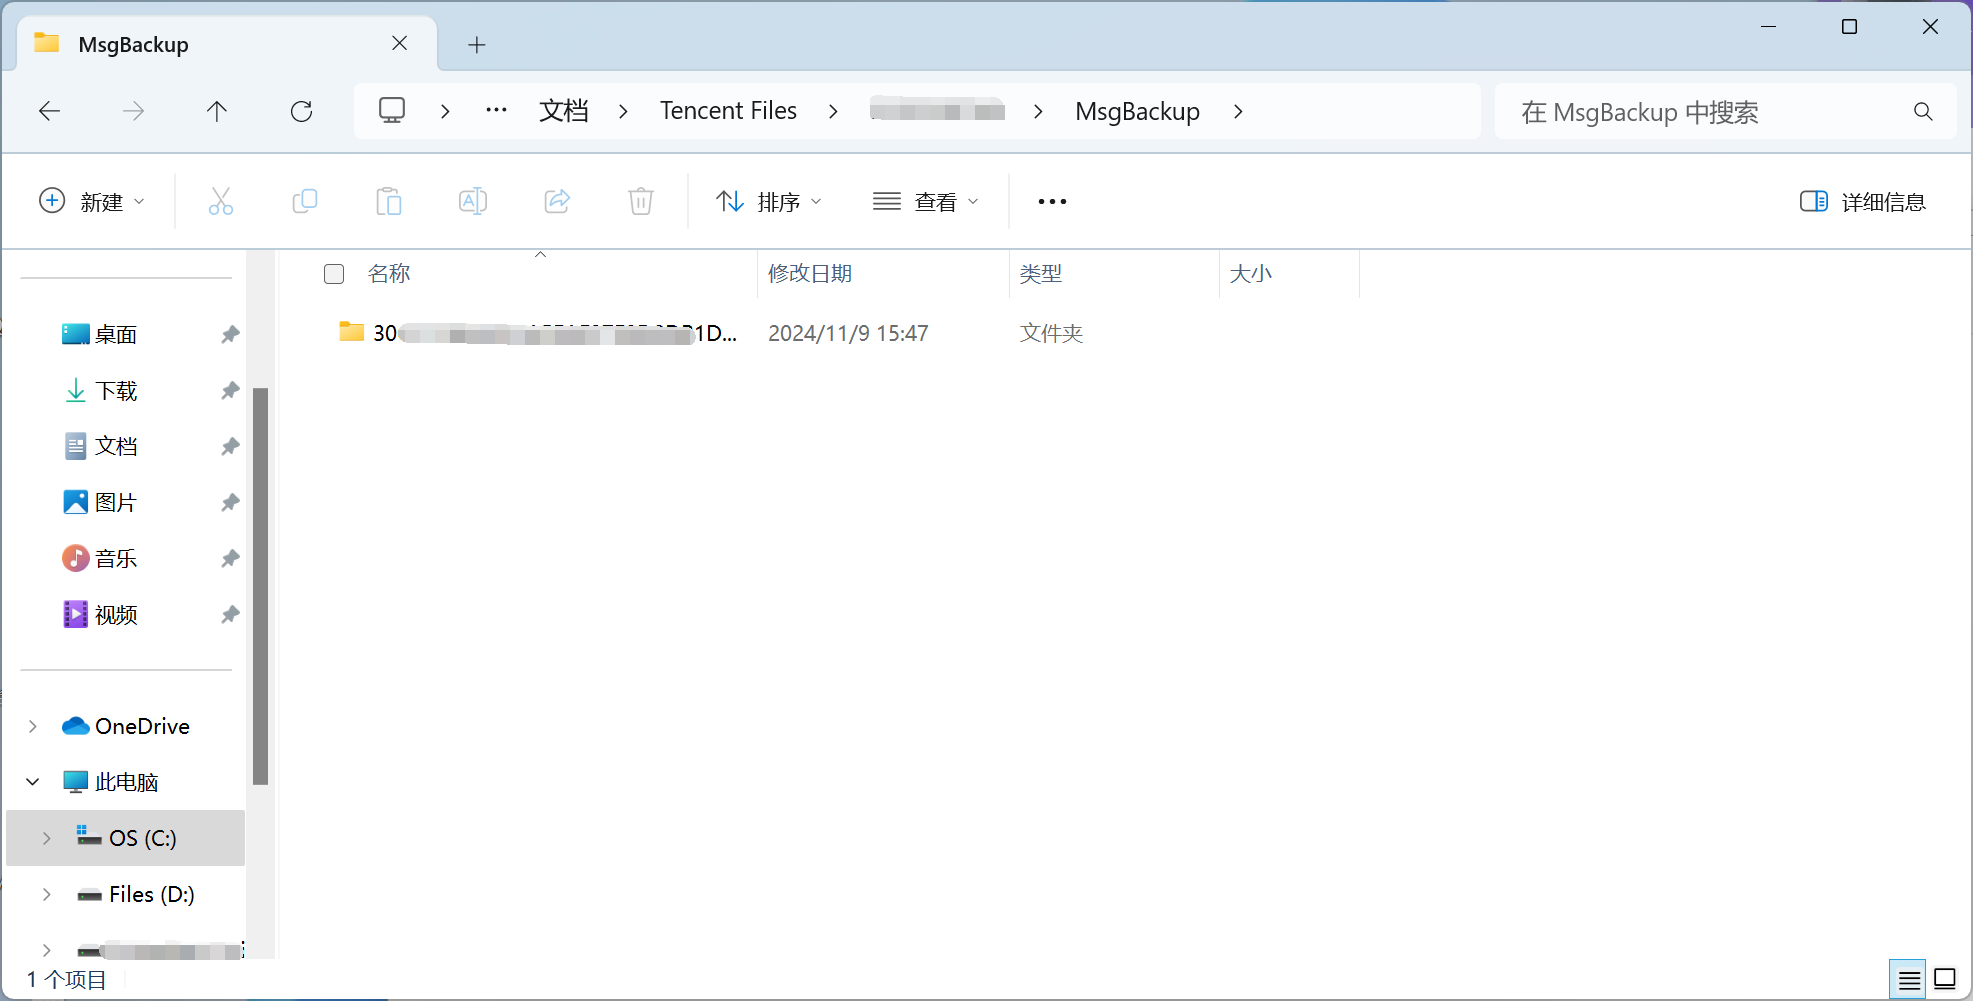 MsgBackup
文档 Tencent Files MsgBackup
在 MsgBackup 中搜索
新建 排序 查看 详细信息
名称 修改日期 类型 大小
30 1D... 2024/11/9 15:47 文件夹
桌面
下载
文档
图片
音乐
视频
OneDrive
此电脑
OS (C:)
Files (D:)
1 个项目